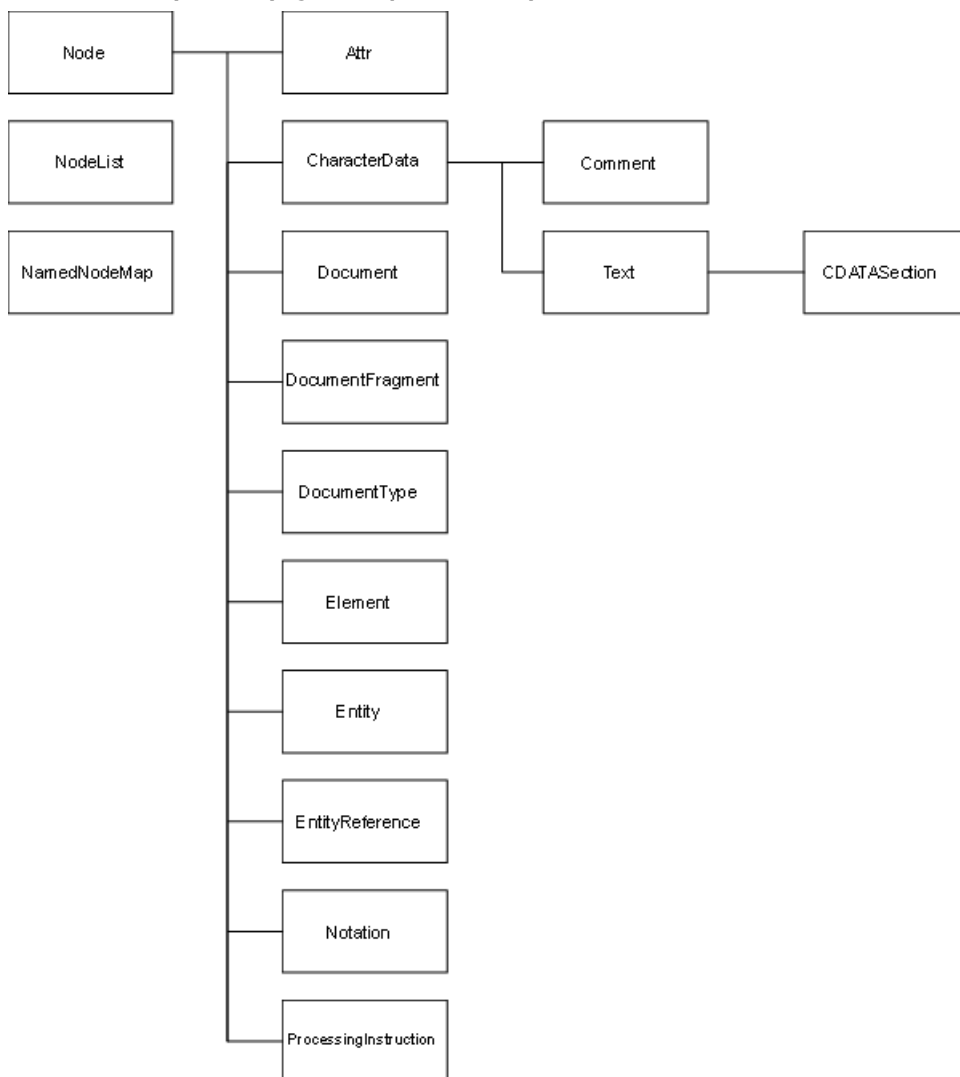 Node
Attr
NodeList
CharacterData
Comment
NamedNodeMap
Document
Text
CDATASection
DocumentFragment
DocumentType
Element
Entity
EntityReference
Notation
ProcessingInstruction